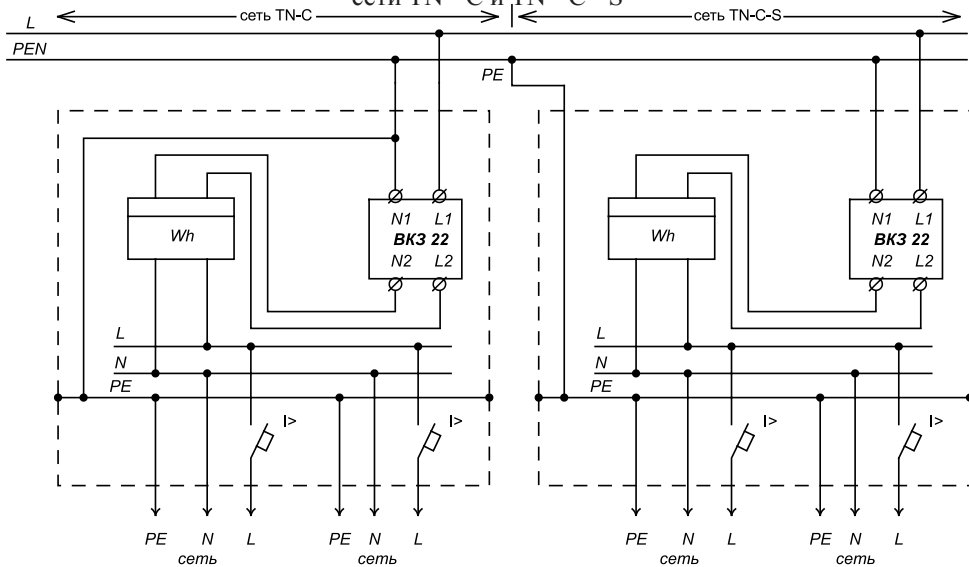 сети TN - C и TN - C - S
сеть TN-C
сеть TN-C-S
L
PEN
PE
N1 L1
ВКЗ 22
N2 L2
Wh
L
N
PE
I>
I>
PE N L
сеть
PE N L
сеть
N1 L1
ВКЗ 22
N2 L2
Wh
L
N
PE
I>
I>
PE N L
сеть
PE N L
сеть